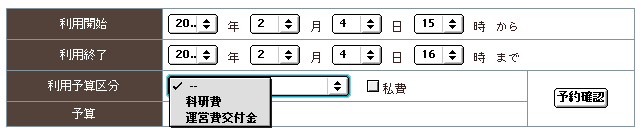 利用開始 20.. 年 2 月 4 日 15 時 から
利用終了 20.. 年 2 月 4 日 16 時 まで
利用予算区分 ✓ -- 私費
科研費
予約確認
予算 運営費交付金